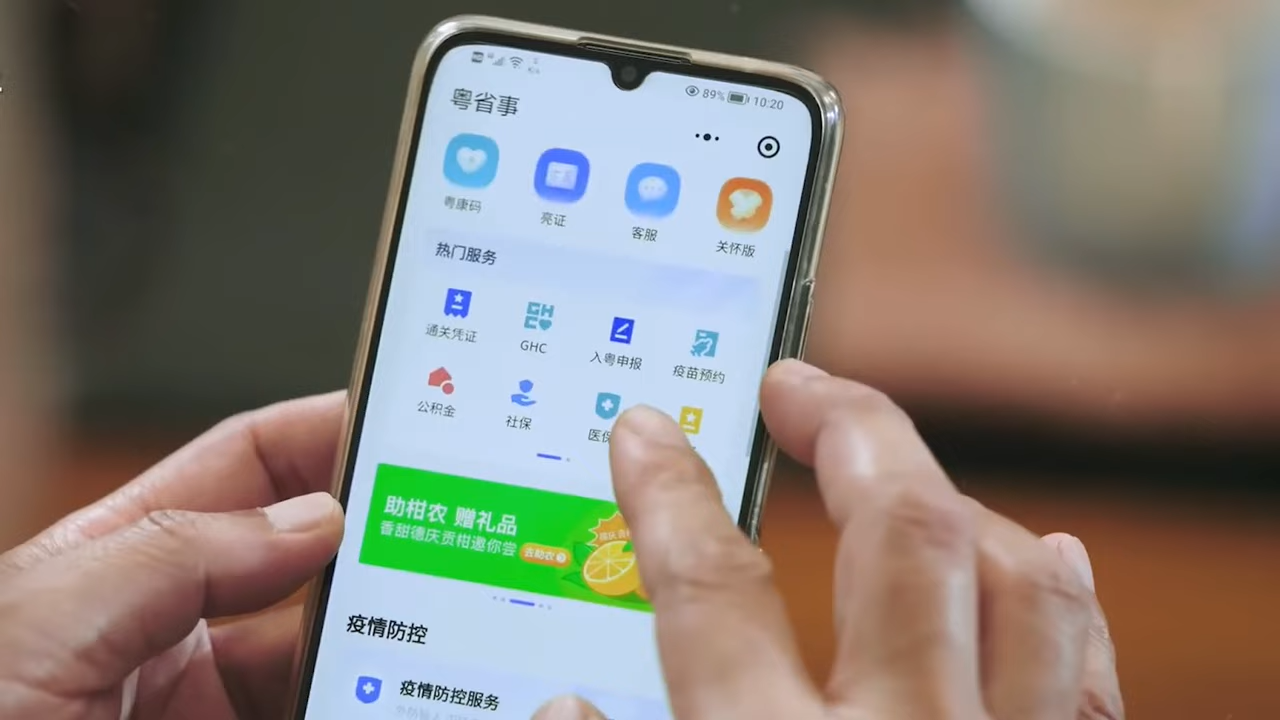 89% 10:20
粤省事
粤康码 亮证 客服 关怀版
热门服务
通关凭证 GHC 入粤申报 疫苗预约
公积金 社保 医保
助柑农 赠礼品
香甜德庆贡柑邀你尝 去助农
疫情防控
疫情防控服务